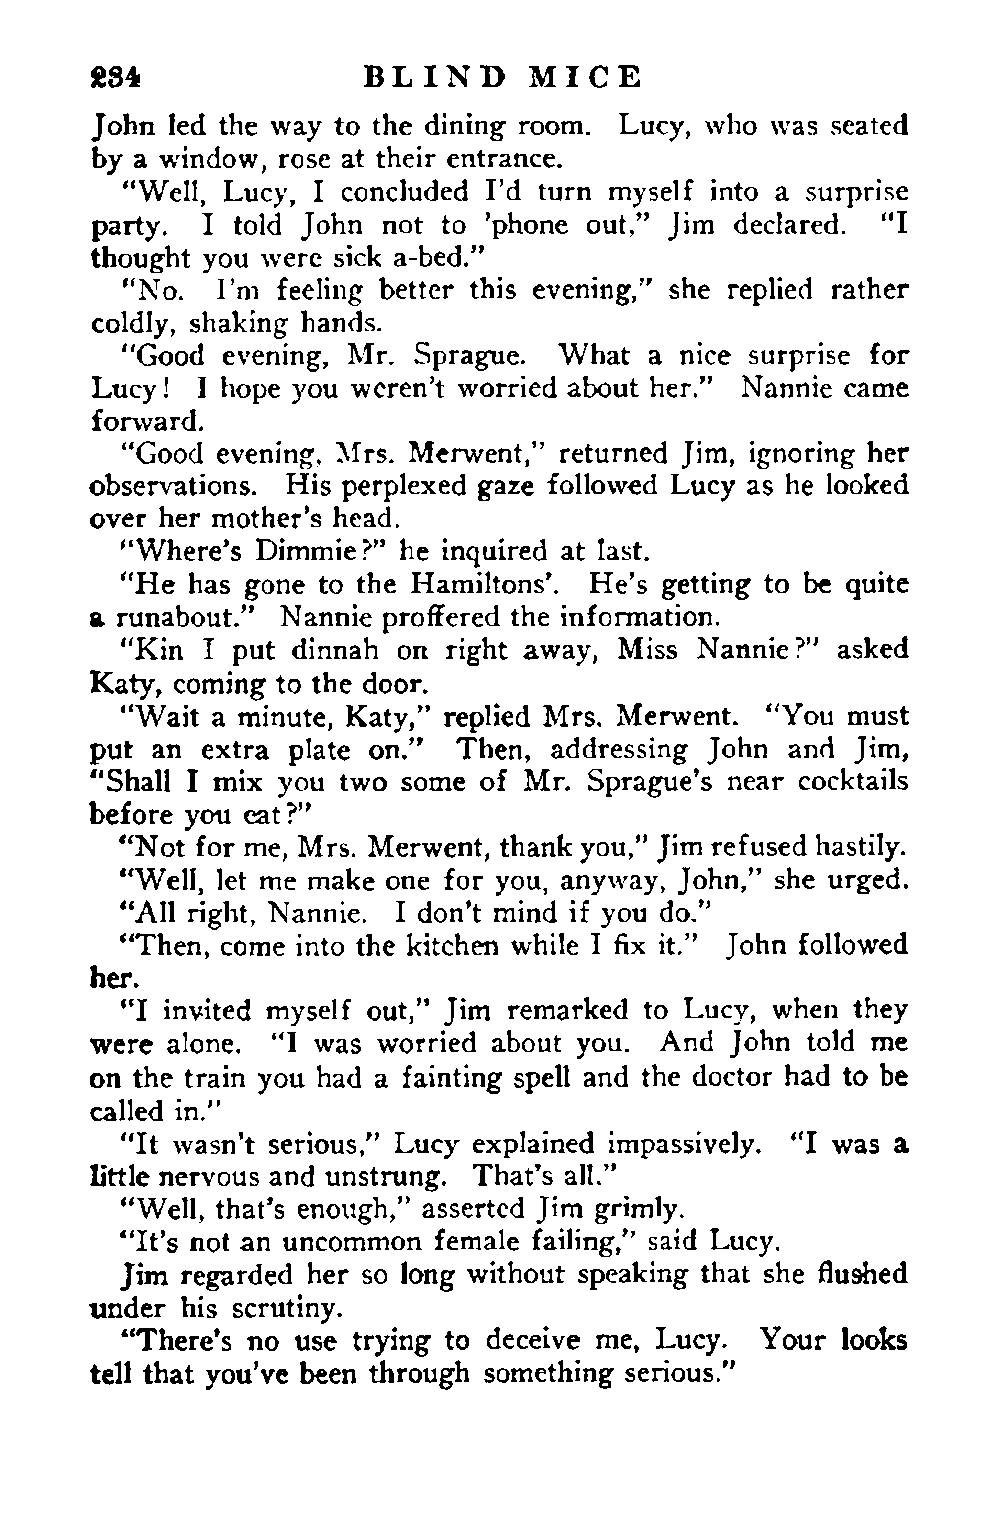 234 BLIND MICE
John led the way to the dining room. Lucy, who was seated
by a window, rose at their entrance.
“Well, Lucy, I concluded I’d turn myself into a surprise
party. I told John not to ’phone out,” Jim declared. “I
thought you were sick a-bed.”
“No. I’m feeling better this evening,” she replied rather
coldly, shaking hands.
“Good evening, Mr. Sprague. What a nice surprise for
Lucy! I hope you weren’t worried about her.” Nannie came
forward.
“Good evening, Mrs. Merwent,” returned Jim, ignoring her
observations. His perplexed gaze followed Lucy as he looked
over her mother’s head.
“Where’s Dimmie?” he inquired at last.
“He has gone to the Hamiltons’. He’s getting to be quite
a runabout.” Nannie proffered the information.
“Kin I put dinnah on right away, Miss Nannie?” asked
Katy, coming to the door.
“Wait a minute, Katy,” replied Mrs. Merwent. “You must
put an extra plate on.” Then, addressing John and Jim,
“Shall I mix you two some of Mr. Sprague’s near cocktails
before you eat?”
“Not for me, Mrs. Merwent, thank you,” Jim refused hastily.
“Well, let me make one for you, anyway, John,” she urged.
“All right, Nannie. I don’t mind if you do.”
“Then, come into the kitchen while I fix it.” John followed
her.
“I invited myself out,” Jim remarked to Lucy, when they
were alone. “I was worried about you. And John told me
on the train you had a fainting spell and the doctor had to be
called in.”
“It wasn’t serious,” Lucy explained impassively. “I was a
little nervous and unstrung. That’s all.”
“Well, that’s enough,” asserted Jim grimly.
“It’s not an uncommon female failing,” said Lucy.
Jim regarded her so long without speaking that she flushed
under his scrutiny.
“There’s no use trying to deceive me, Lucy. Your looks
tell that you’ve been through something serious.”